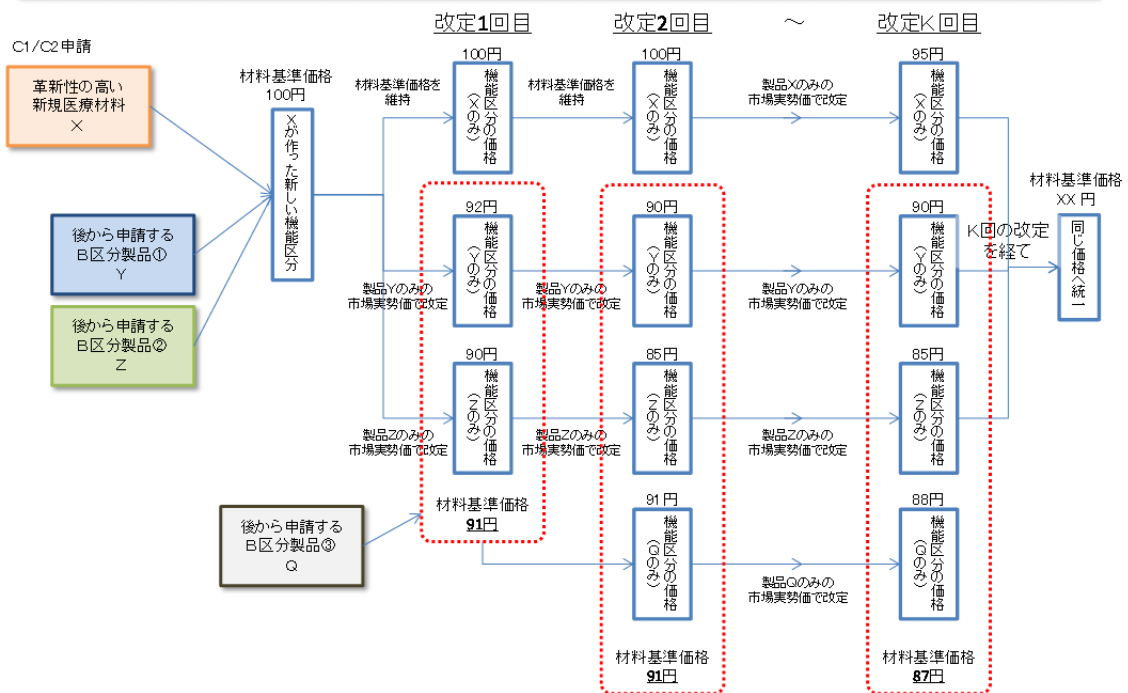 改定1回目
改定2回目
～
改定K回目
C1/C2申請
革新性の高い
新規医療材料
X
後から申請する
B区分製品①
Y
後から申請する
B区分製品②
Z
後から申請する
B区分製品③
Q
材料基準価格
100円
Xが作った新しい機能区分
100円
機能区分の価格
（Xのみ）
材料基準価格を
維持
100円
機能区分の価格
（Xのみ）
材料基準価格を
維持
95円
機能区分の価格
（Xのみ）
製品Xのみの
市場実勢価で改定
92円
機能区分の価格
（Yのみ）
製品Yのみの
市場実勢価で改定
90円
機能区分の価格
（Yのみ）
製品Yのみの
市場実勢価で改定
90円
機能区分の価格
（Yのみ）
製品Yのみの
市場実勢価で改定
90円
機能区分の価格
（Zのみ）
製品Zのみの
市場実勢価で改定
85円
機能区分の価格
（Zのみ）
製品Zのみの
市場実勢価で改定
85円
機能区分の価格
（Zのみ）
製品Zのみの
市場実勢価で改定
材料基準価格
91円
91円
機能区分の価格
（Qのみ）
製品Qのみの
市場実勢価で改定
88円
機能区分の価格
（Qのみ）
材料基準価格
91円
材料基準価格
87円
K回の改定
を経て
材料基準価格
XX 円
同じ価格へ統一